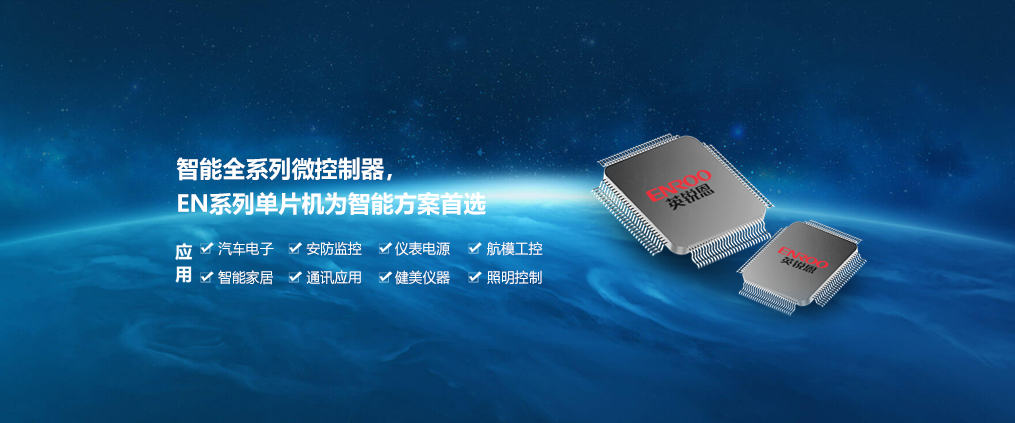 智能全系列微控制器，
EN系列单片机为智能方案首选
应用
汽车电子 安防监控 仪表电源 航模工控
智能家居 通讯应用 健美仪器 照明控制
ENROO
英锐恩
ENROO
英锐恩